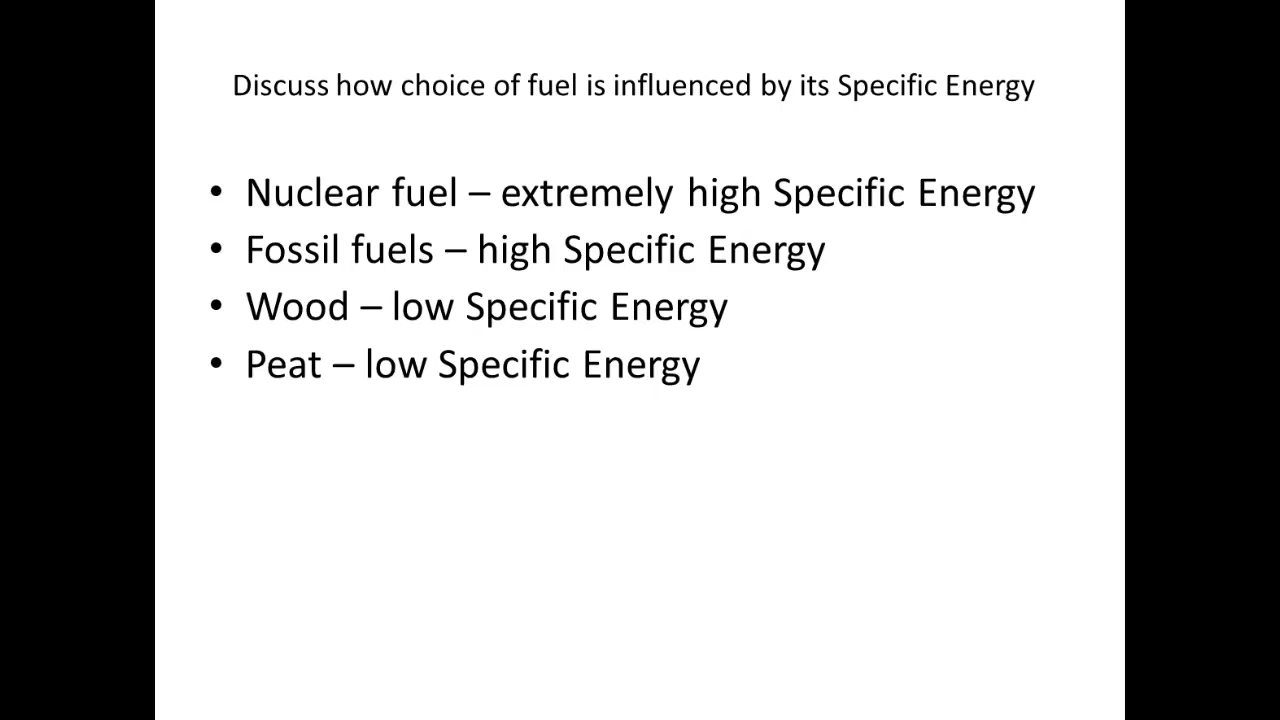 Discuss how choice of fuel is influenced by its Specific Energy
• Nuclear fuel – extremely high Specific Energy
• Fossil fuels – high Specific Energy
• Wood – low Specific Energy
• Peat – low Specific Energy